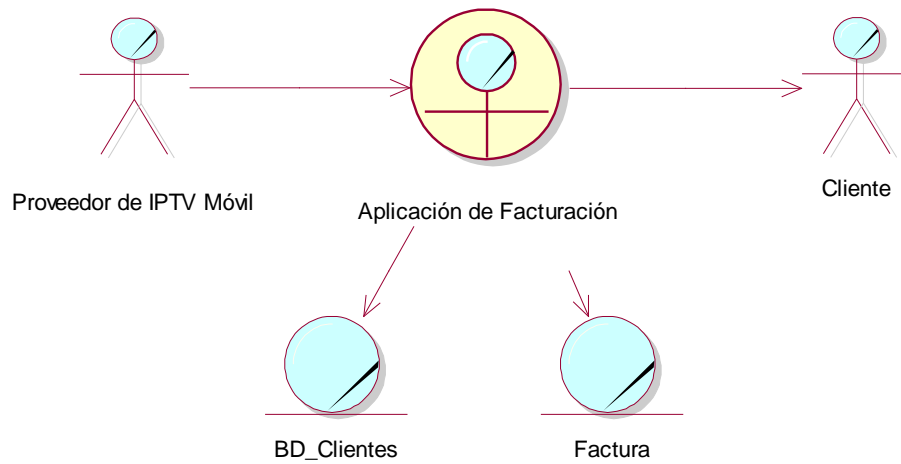 Proveedor de IPTV Móvil
Aplicación de Facturación
Cliente
BD_Clientes
Factura